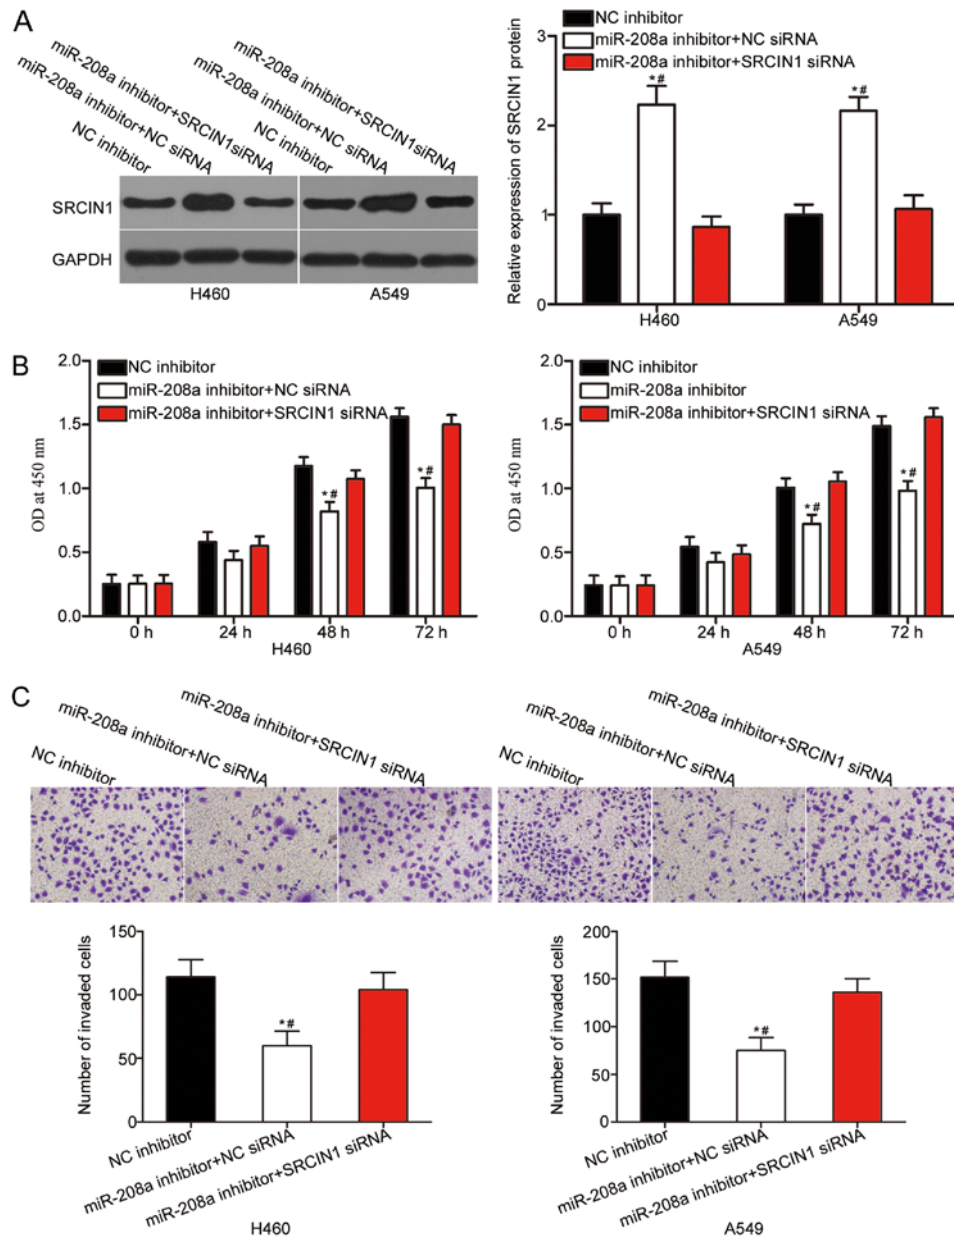 A
miR-208a inhibitor+SRCIN1siRNA
miR-208a inhibitor+NC siRNA
NC inhibitor
miR-208a inhibitor+SRCIN1siRNA
miR-208a inhibitor+NC siRNA
NC inhibitor
SRCIN1
GAPDH
H460 A549
NC inhibitor
miR-208a inhibitor+NC siRNA
miR-208a inhibitor+SRCIN1 siRNA
Relative expression of SRCIN1 protein
3
2
1
0
*# *#
H460 A549
B
NC inhibitor
miR-208a inhibitor+NC siRNA
miR-208a inhibitor+SRCIN1 siRNA
OD at 450 nm
2.0
1.5
1.0
0.5
0.0
*# *#
0 h 24 h 48 h 72 h
H460
NC inhibitor
miR-208a inhibitor
miR-208a inhibitor+SRCIN1 siRNA
OD at 450 nm
2.0
1.5
1.0
0.5
0.0
*# *#
0 h 24 h 48 h 72 h
A549
C
miR-208a inhibitor+SRCIN1 siRNA
miR-208a inhibitor+NC siRNA
NC inhibitor
miR-208a inhibitor+SRCIN1 siRNA
miR-208a inhibitor+NC siRNA
NC inhibitor
Number of invaded cells
150
100
50
0
*#
NC inhibitor
miR-208a inhibitor+NC siRNA
miR-208a inhibitor+SRCIN1 siRNA
H460
Number of invaded cells
200
150
100
50
0
*#
NC inhibitor
miR-208a inhibitor+NC siRNA
miR-208a inhibitor+SRCIN1 siRNA
A549